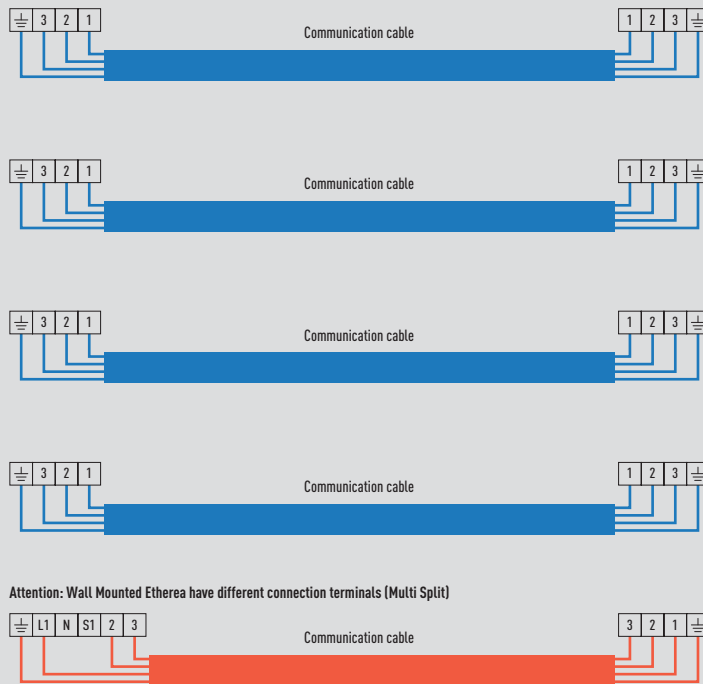 ⏚ 3 2 1 1 2 3 ⏚
Communication cable
⏚ 3 2 1 1 2 3 ⏚
Communication cable
⏚ 3 2 1 1 2 3 ⏚
Communication cable
⏚ 3 2 1 1 2 3 ⏚
Communication cable
Attention: Wall Mounted Etherea have different connection terminals (Multi Split)
⏚ L1 N S1 2 3 3 2 1 ⏚
Communication cable